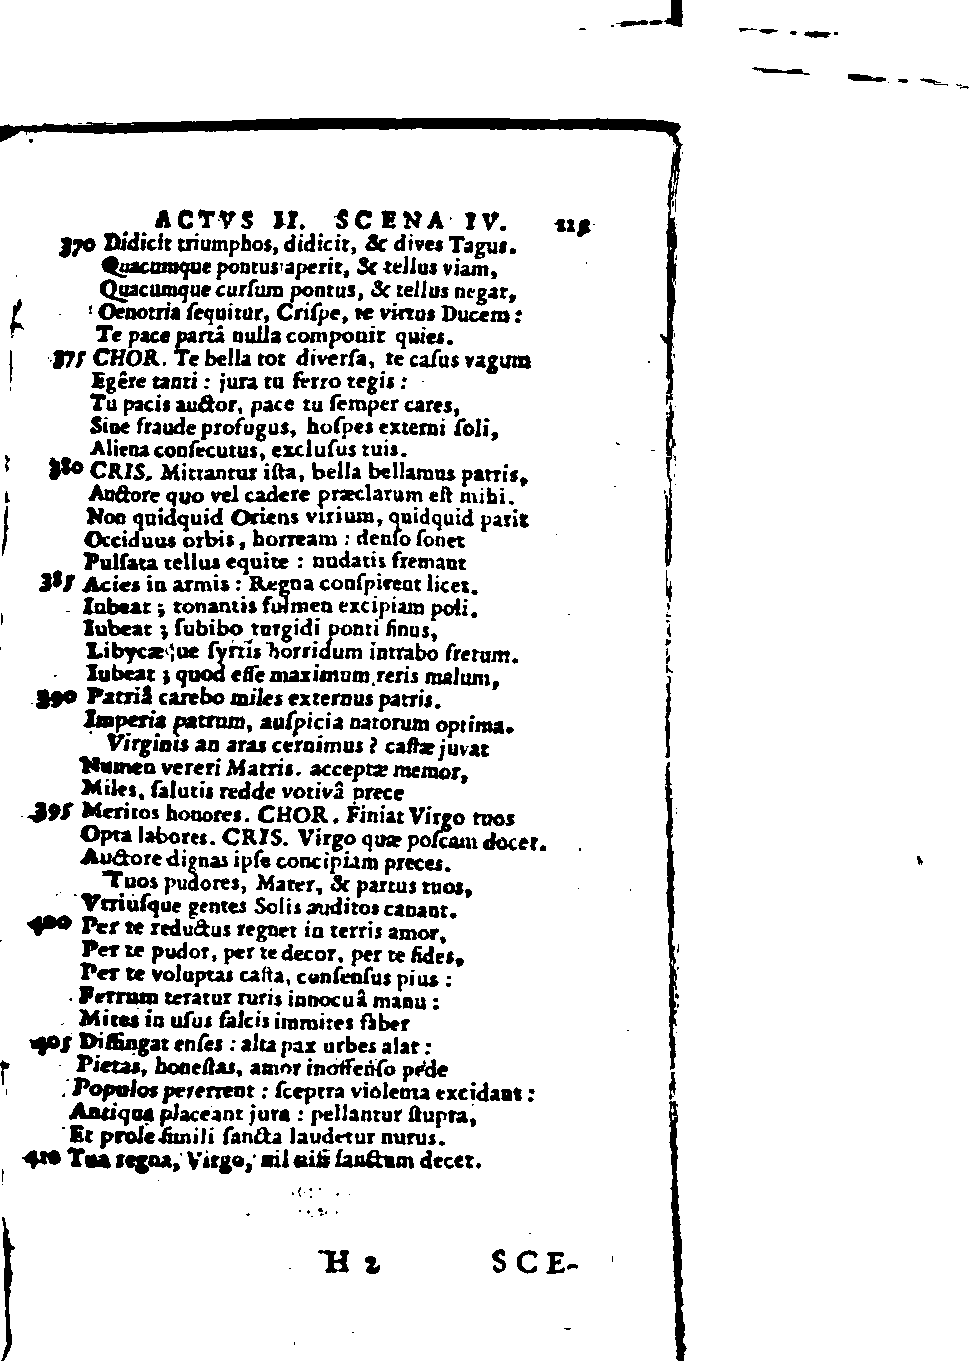 ACTVS II. SCENA IV. 115
370 Didicit triumphos, didicit, & dives Tagus.
Quacumque pontus aperit, & tellus viam,
Quacumque curſum pontus, & tellus negat,
Oenotria ſequitur, Criſpe, te virtus Ducem:
Te pace partâ nulla componit quies.
375 CHOR. Te bella tot diverſa, te caſus vagum
Egêre tanti: jura tu ferro tegis:
Tu pacis auctor, pace tu ſemper cares,
Sine fraude profugus, hoſpes externi ſoli,
Aliena conſecutus, excluſus tuis.
380 CRIS. Mittantur iſta, bella bellamus patris,
Auctore quo vel cadere præclarum eſt mihi.
Non quidquid Oriens virium, quidquid parit
Occiduus orbis, horream: denſo ſonet
Pulſata tellus equite: nudatis fremant
385 Acies in armis: Regna conſpirent licet.
Iubeat; tonantis fulmen excipiam poli.
Iubeat; ſubibo turgidi ponti ſinus,
Libycæque ſyrtis horridum intrabo fretum.
Iubeat; quod eſſe maximum reris malum,
390 Patriâ carebo miles externus patris.
Imperia patrum, auſpicia natorum optima.
Virginis an aras cernimus? caſtæ juvat
Numen vereri Matris. acceptæ memor,
Miles, ſalutis redde votivâ prece
395 Meritos honores. CHOR. Finiat Virgo tuos
Opta labores. CRIS. Virgo quæ poſcam docet.
Auctore dignas ipſe concipiam preces.
Tuos pudores, Mater, & partus tuos,
Vtriuſque gentes Solis auditos canant.
400 Per te reductus regnet in terris amor,
Per te pudor, per te decor, per te fides,
Per te voluptas caſta, conſenſus pius:
Ferrum teratur ruris innocuâ manu:
Mites in uſus falcis immites faber
405 Diffingat enſes: alta pax urbes alat:
Pietas, honeſtas, amor inoffenſo pede
Populos pererrent: ſceptra violenta excidant:
Antiqua placeant jura: pellantur ſtupra,
Et prole ſimili ſancta laudetur nurus.
410 Tua regna, Virgo, nil niſi ſanctum decet.
H 2 SCE-